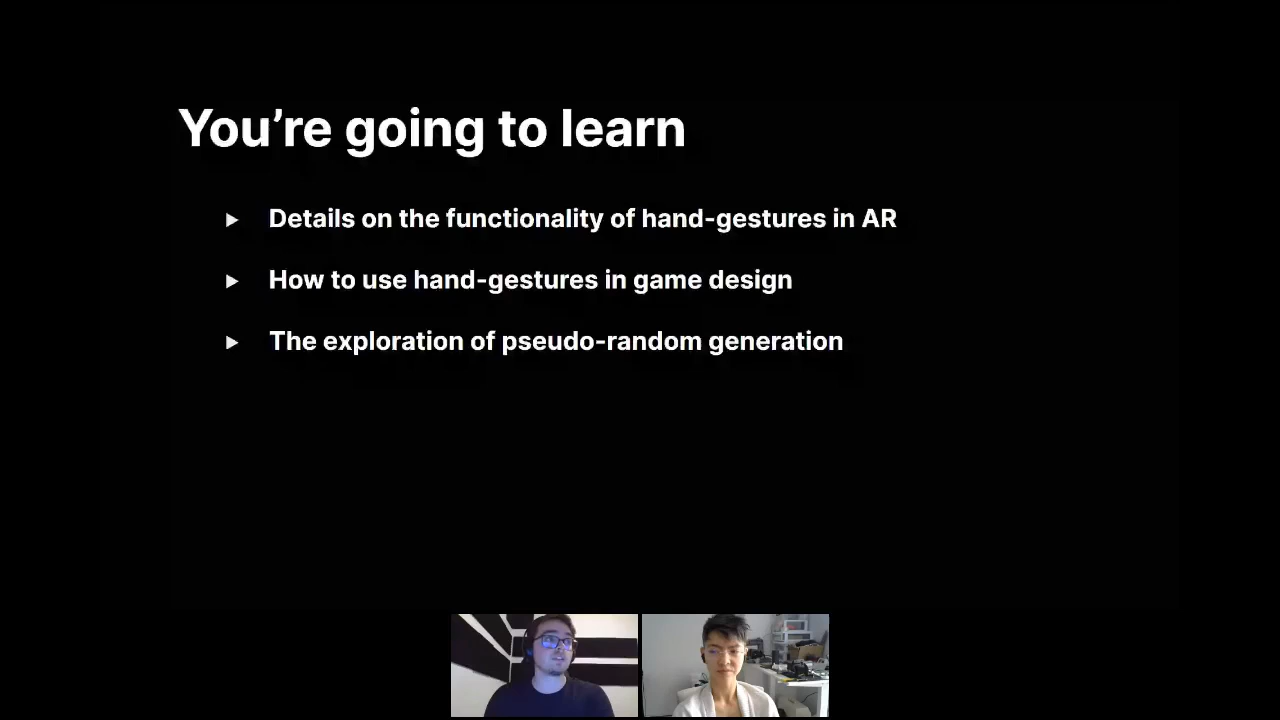 You’re going to learn
Details on the functionality of hand-gestures in AR
How to use hand-gestures in game design
The exploration of pseudo-random generation